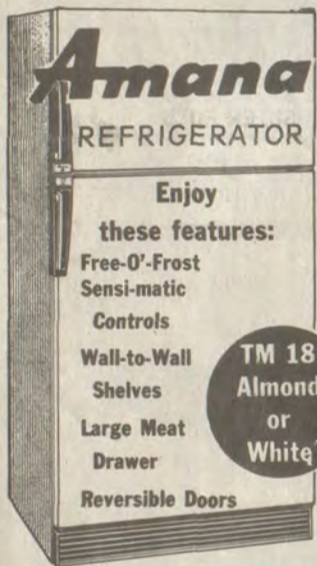 Amana
REFRIGERATOR
Enjoy
these features:
Free-O'-Frost
Sensi-matic
Controls
Wall-to-Wall
Shelves
Large Meat
Drawer
Reversible Doors
TM 18
Almond
or
White